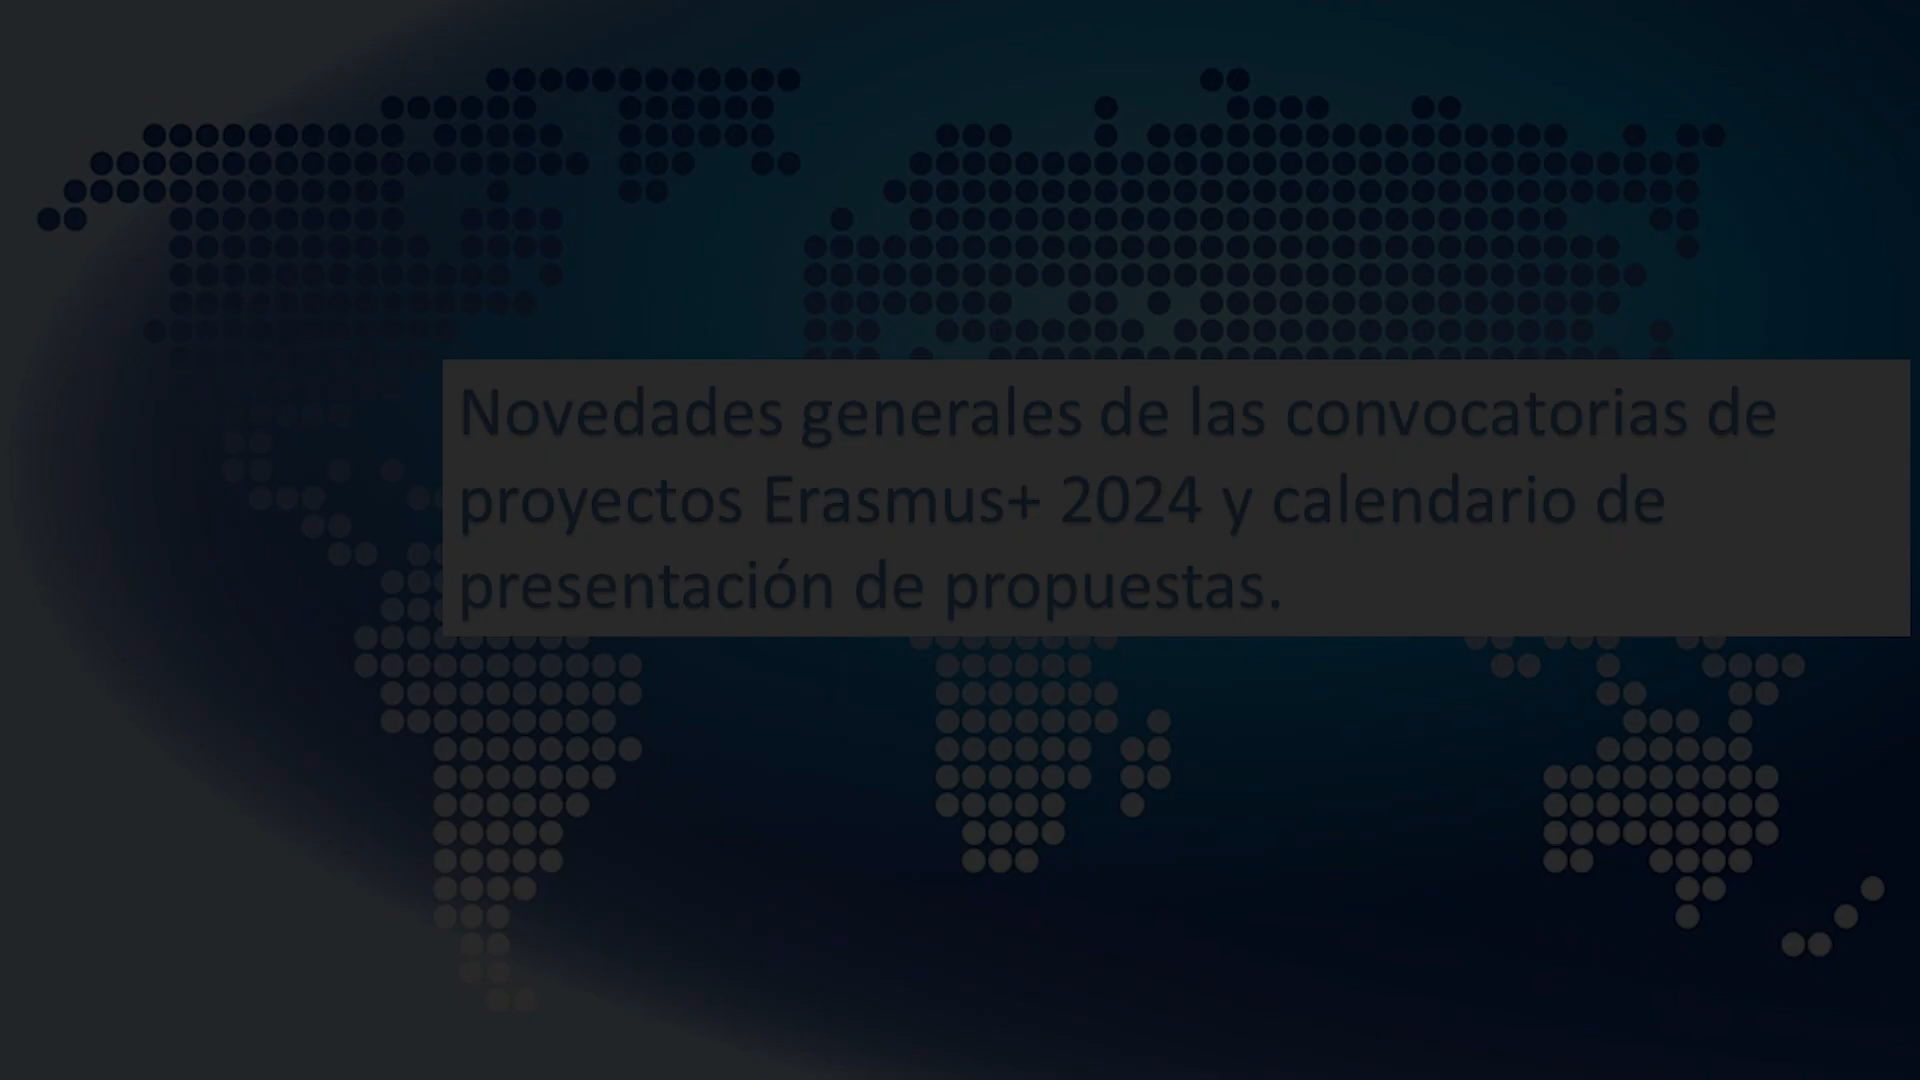 Novedades generales de las convocatorias de
proyectos Erasmus+ 2024 y calendario de
presentación de propuestas.